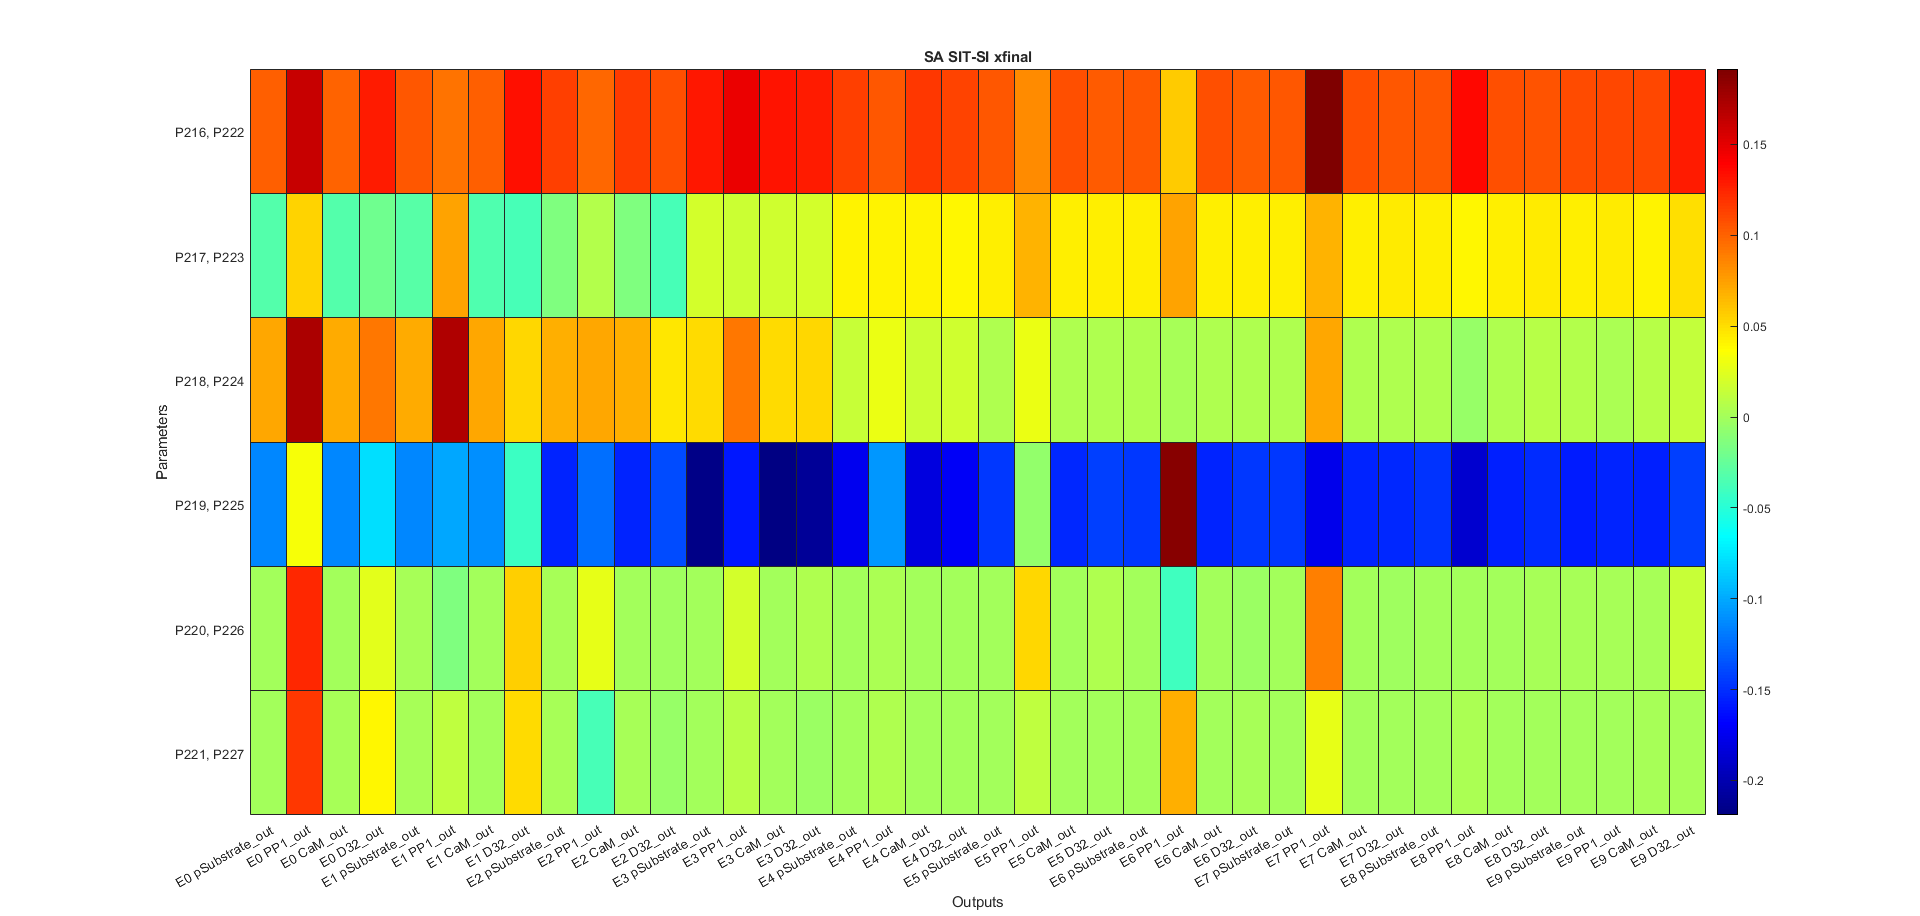 SA SIT-SI xfinal
P216, P222
P217, P223
P218, P224
P219, P225
P220, P226
P221, P227
Parameters
E0 pSubstrate_out
E0 PP1_out
E0 CaM_out
E0 D32_out
E1 pSubstrate_out
E1 PP1_out
E1 CaM_out
E1 D32_out
E2 pSubstrate_out
E2 PP1_out
E2 CaM_out
E2 D32_out
E3 pSubstrate_out
E3 PP1_out
E3 CaM_out
E3 D32_out
E4 pSubstrate_out
E4 PP1_out
E4 CaM_out
E4 D32_out
E5 pSubstrate_out
E5 PP1_out
E5 CaM_out
E5 D32_out
E6 pSubstrate_out
E6 PP1_out
E6 CaM_out
E6 D32_out
E7 pSubstrate_out
E7 PP1_out
E7 CaM_out
E7 D32_out
E8 pSubstrate_out
E8 PP1_out
E8 CaM_out
E8 D32_out
E9 pSubstrate_out
E9 PP1_out
E9 CaM_out
E9 D32_out
Outputs
0.15
0.1
0.05
0
-0.05
-0.1
-0.15
-0.2